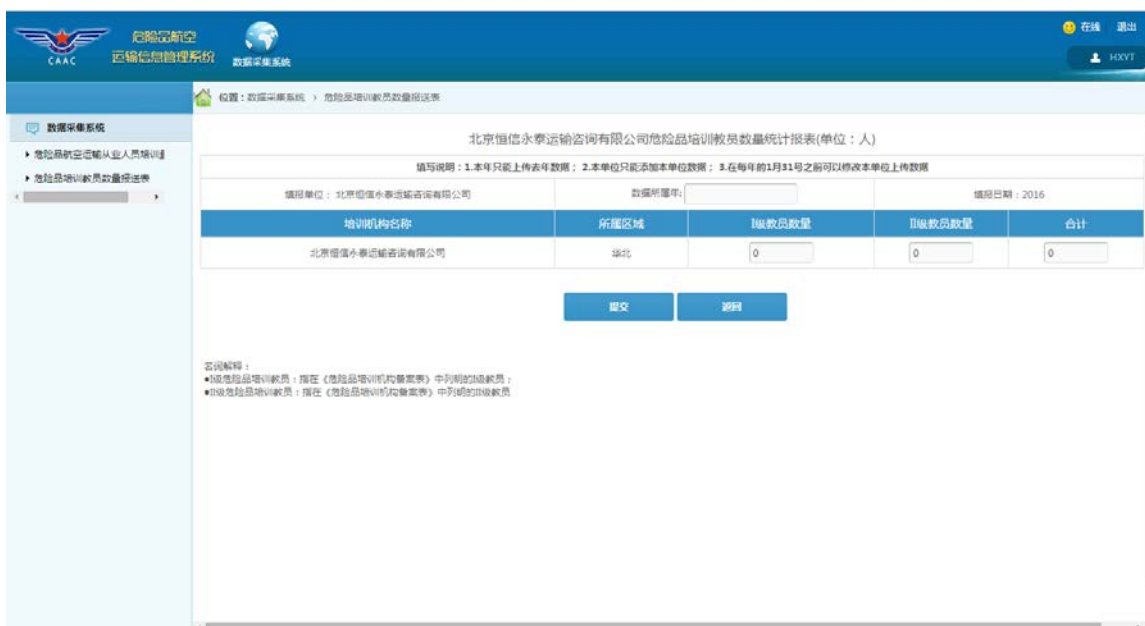 危险品航空
运输信息管理系统
CAAC
数据采集系统
在线 退出
HXYT
位置：数据采集系统 › 危险品培训教员数量报送表
数据采集系统
危险品航空运输从业人员培训
危险品培训教员数量报送表
北京恒信永泰运输咨询有限公司危险品培训教员数量统计报表(单位：人)
填写说明：1.本年只能上传去年数据； 2.本单位只能添加本单位数据； 3.在每年的1月31号之前可以修改本单位上传数据
填报单位： 北京恒信永泰运输咨询有限公司 数据所属年: 填报日期：2016
培训机构名称 所属区域 I级教员数量 II级教员数量 合计
北京恒信永泰运输咨询有限公司 华北 0 0 0
提交 返回
名词解释：
●I级危险品培训教员：指在《危险品培训机构备案表》中列明的I级教员；
●II级危险品培训教员：指在《危险品培训机构备案表》中列明的II级教员